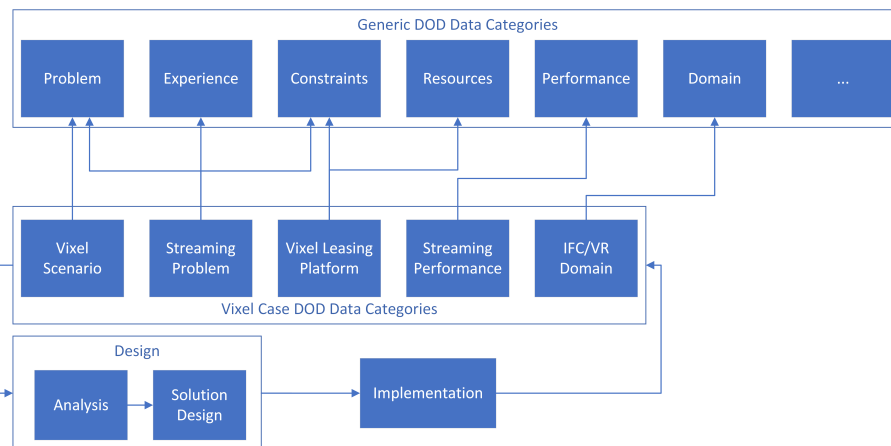 Generic DOD Data Categories
Problem
Experience
Constraints
Resources
Performance
Domain
...
Vixel
Scenario
Streaming
Problem
Vixel Leasing
Platform
Streaming
Performance
IFC/VR
Domain
Vixel Case DOD Data Categories
Design
Analysis
Solution
Design
Implementation